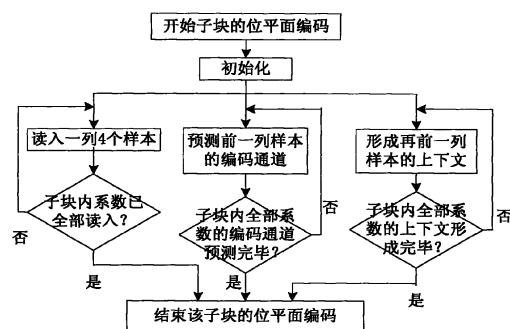 开始子块的位平面编码
初始化
读入一列4个样本
预测前一列样本
的编码通道
形成再前一列
样本的上下文
子块内系数已
全部读入？
否
子块内全部系
数的编码通道
预测完毕？
否
子块内全部系
数的上下文形
成完毕？
否
是
是
是
结束该子块的位平面编码